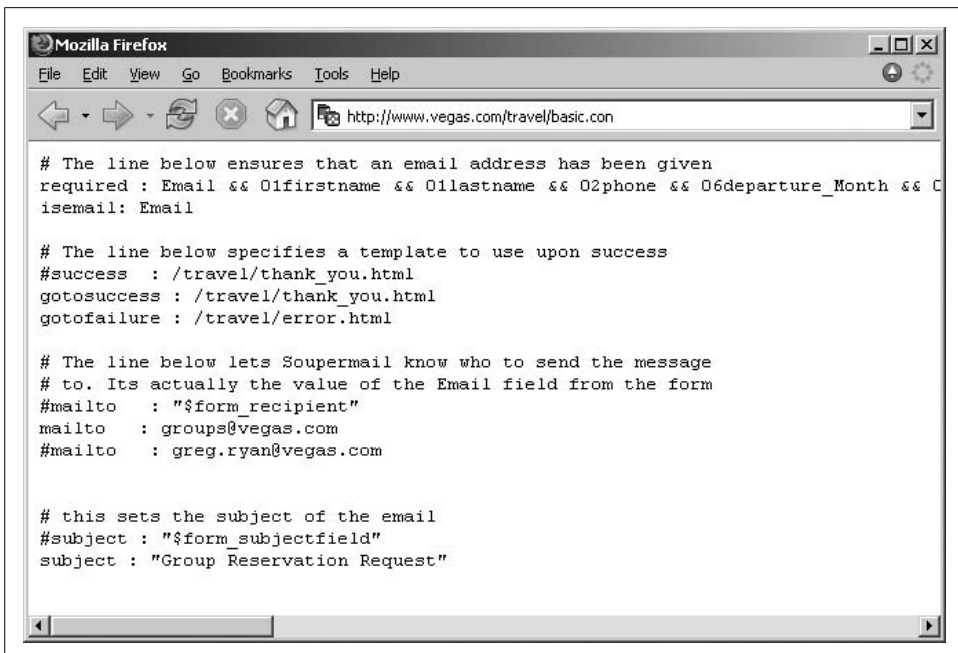 Mozilla Firefox
File Edit View Go Bookmarks Tools Help
http://www.vegas.com/travel/basic.con
# The line below ensures that an email address has been given
required : Email && 01firstname && 01lastname && 02phone && 06departure_Month &&
isemail: Email
# The line below specifies a template to use upon success
#success : /travel/thank_you.html
gotosuccess : /travel/thank_you.html
gotofailure : /travel/error.html
# The line below lets Soupermail know who to send the message
# to. Its actually the value of the Email field from the form
#mailto : "$form_recipient"
mailto : groups@vegas.com
#mailto : greg.ryan@vegas.com
# this sets the subject of the email
#subject : "$form_subjectfield"
subject : "Group Reservation Request"